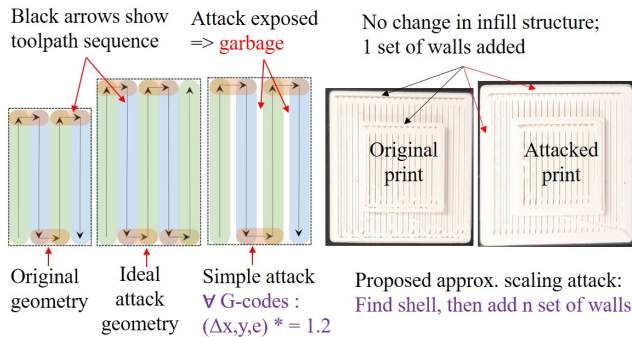 Black arrows show
toolpath sequence
Attack exposed
=> garbage
No change in infill structure;
1 set of walls added
Original
print
Attacked
print
Original
geometry
Ideal
attack
geometry
Simple attack
∀ G-codes :
(Δx,y,e) * = 1.2
Proposed approx. scaling attack:
Find shell, then add n set of walls